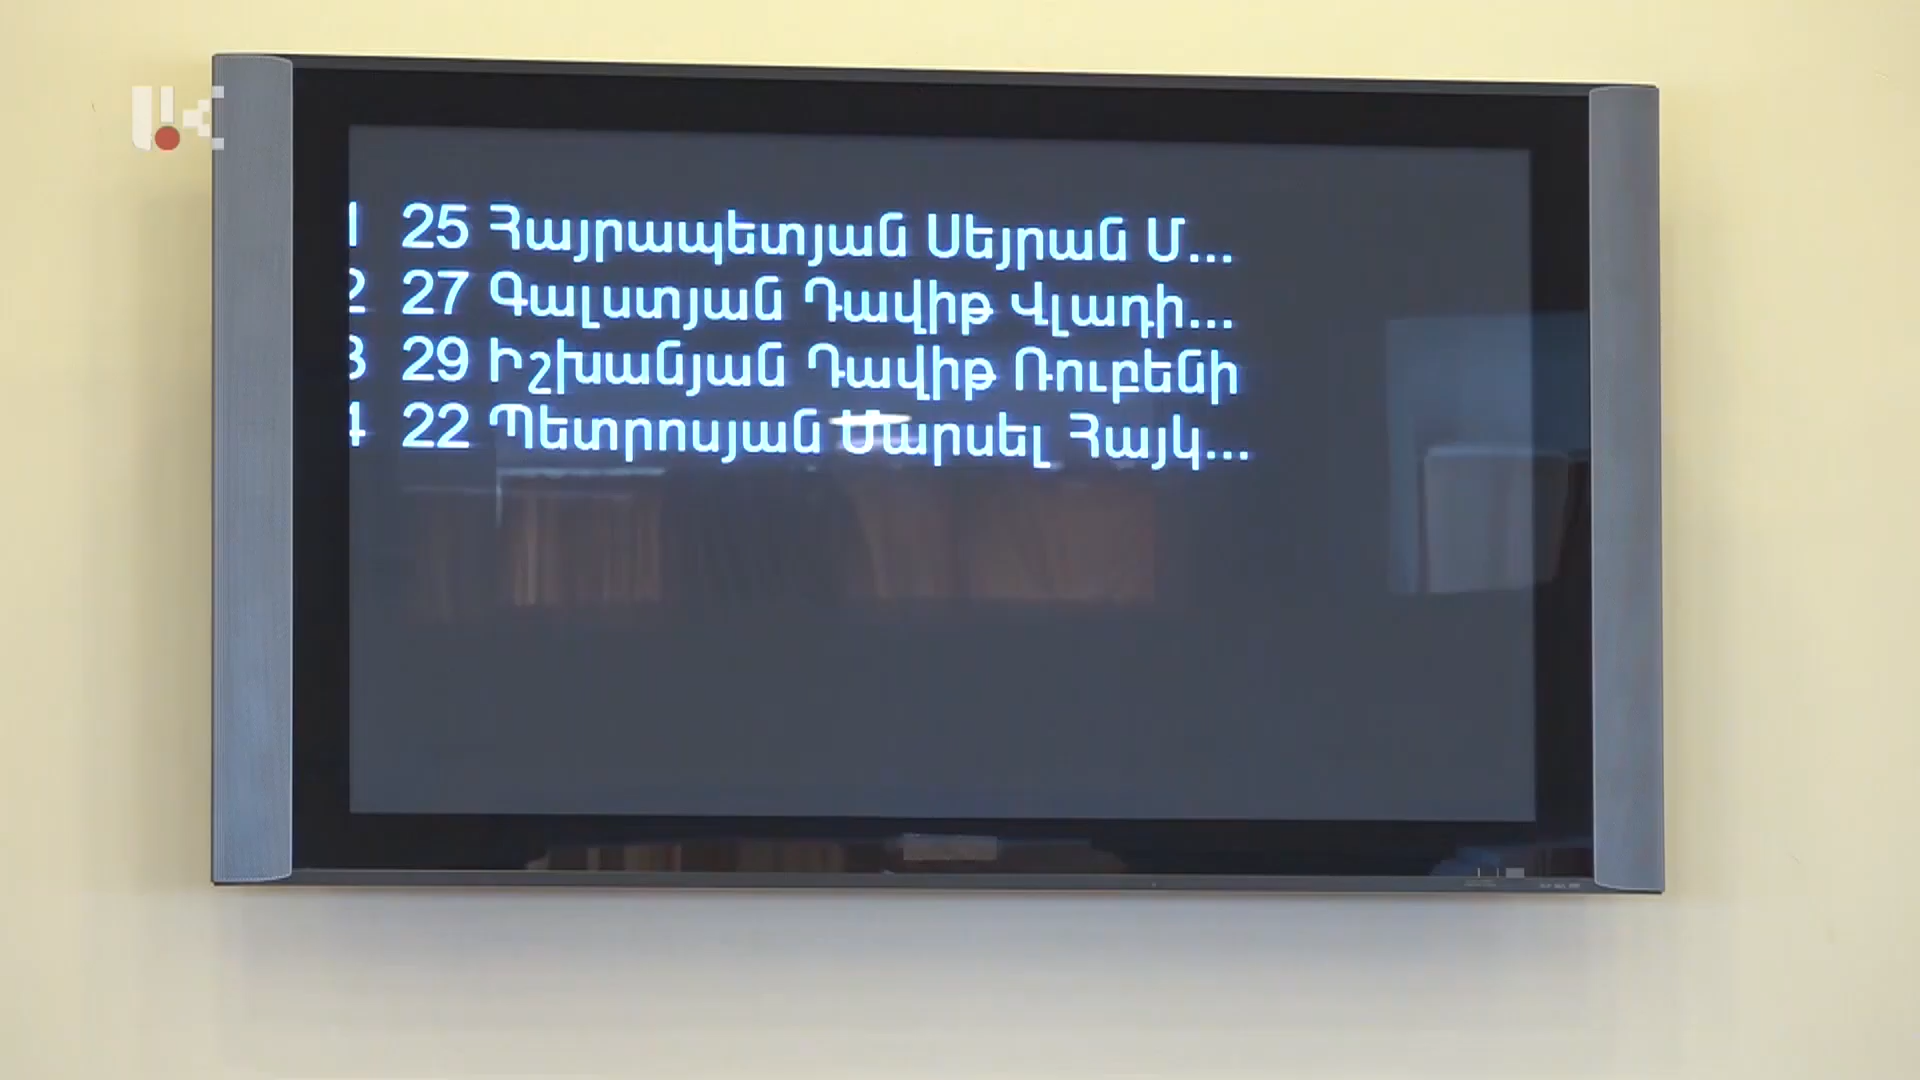 1 25 Հայրապետյան Սեյրան Մ...
2 27 Գալստյան Դավիթ Վլադի...
3 29 Իշխանյան Դավիթ Ռուբենի
4 22 Պետրոսյան Մարսել Հայկ...